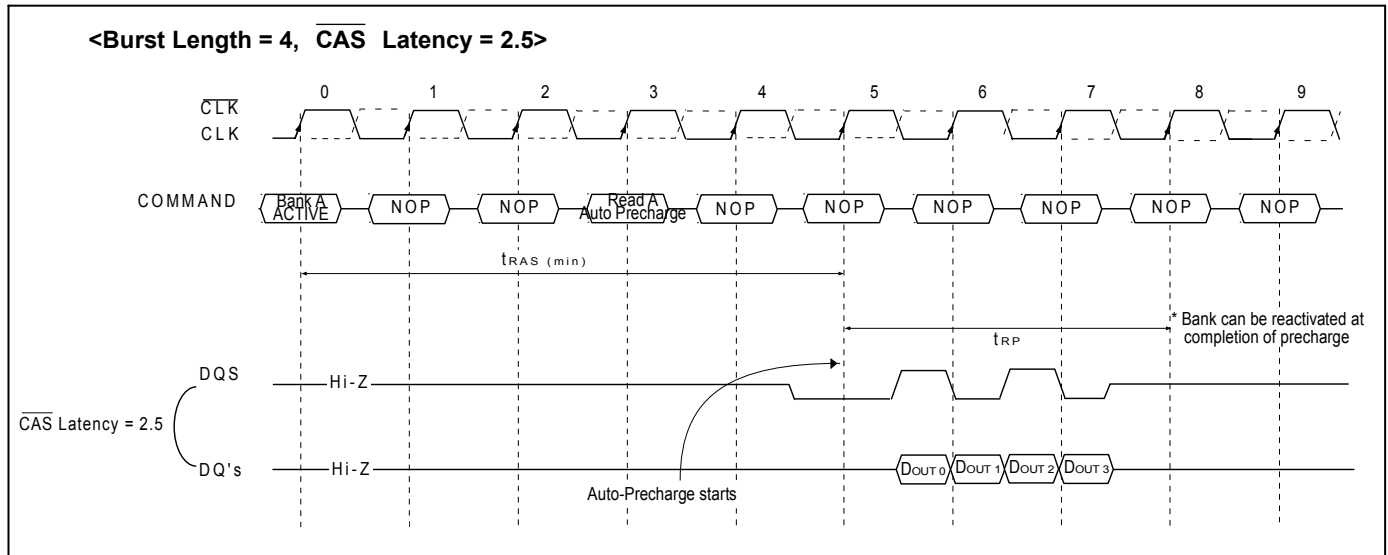 <Burst Length = 4, CAS Latency = 2.5>
0 1 2 3 4 5 6 7 8 9
CLK
CLK
COMMAND
Bank A
ACTIVE
NOP
NOP
Read A
Auto Precharge
NOP
NOP
NOP
NOP
NOP
NOP
tRAS (min)
* Bank can be reactivated at
completion of precharge
tRP
DQS
Hi-Z
CAS Latency = 2.5
DQ's
Hi-Z
DOUT 0
DOUT 1
DOUT 2
DOUT 3
Auto-Precharge starts